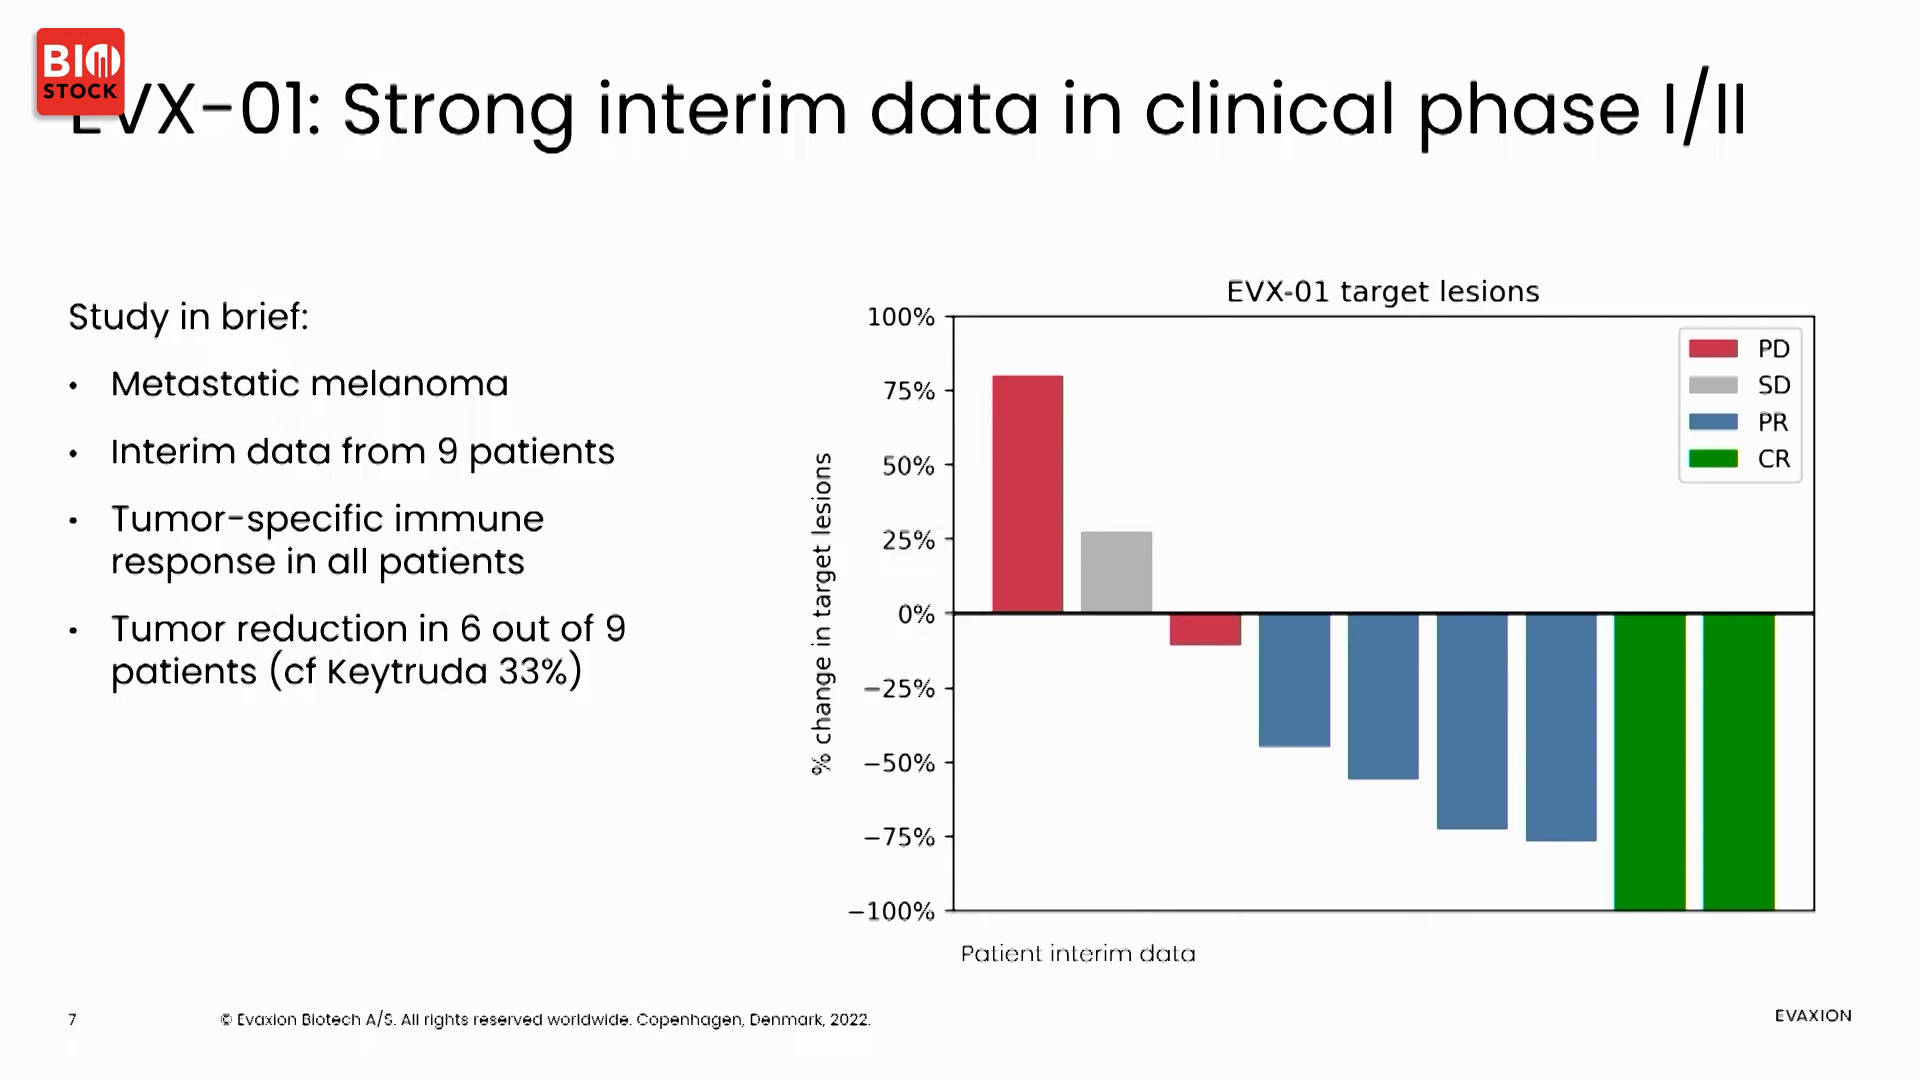 BIO
STOCK
EVX-01: Strong interim data in clinical phase I/II
Study in brief:
• Metastatic melanoma
• Interim data from 9 patients
• Tumor-specific immune
response in all patients
• Tumor reduction in 6 out of 9
patients (cf Keytruda 33%)
EVX-01 target lesions
% change in target lesions
100%
75%
50%
25%
0%
−25%
−50%
−75%
−100%
PD
SD
PR
CR
Patient interim data
7
© Evaxion Biotech A/S. All rights reserved worldwide. Copenhagen, Denmark, 2022.
EVAXION